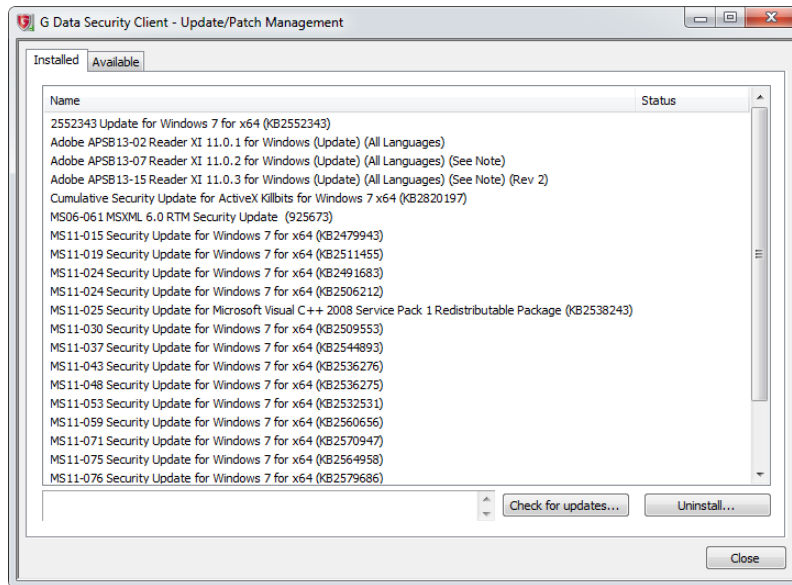 G Data Security Client - Update/Patch Management
Installed Available
Name Status
2552343 Update for Windows 7 for x64 (KB2552343)
Adobe APSB13-02 Reader XI 11.0.1 for Windows (Update) (All Languages)
Adobe APSB13-07 Reader XI 11.0.2 for Windows (Update) (All Languages) (See Note)
Adobe APSB13-15 Reader XI 11.0.3 for Windows (Update) (All Languages) (See Note) (Rev 2)
Cumulative Security Update for ActiveX Killbits for Windows 7 x64 (KB2820197)
MS06-061 MSXML 6.0 RTM Security Update (925673)
MS11-015 Security Update for Windows 7 for x64 (KB2479943)
MS11-019 Security Update for Windows 7 for x64 (KB2511455)
MS11-024 Security Update for Windows 7 for x64 (KB2491683)
MS11-024 Security Update for Windows 7 for x64 (KB2506212)
MS11-025 Security Update for Microsoft Visual C++ 2008 Service Pack 1 Redistributable Package (KB2538243)
MS11-030 Security Update for Windows 7 for x64 (KB2509553)
MS11-037 Security Update for Windows 7 for x64 (KB2544893)
MS11-043 Security Update for Windows 7 for x64 (KB2536276)
MS11-048 Security Update for Windows 7 for x64 (KB2536275)
MS11-053 Security Update for Windows 7 for x64 (KB2532531)
MS11-059 Security Update for Windows 7 for x64 (KB2560656)
MS11-071 Security Update for Windows 7 for x64 (KB2570947)
MS11-075 Security Update for Windows 7 for x64 (KB2564958)
MS11-076 Security Update for Windows 7 for x64 (KB2579686)
Check for updates... Uninstall...
Close